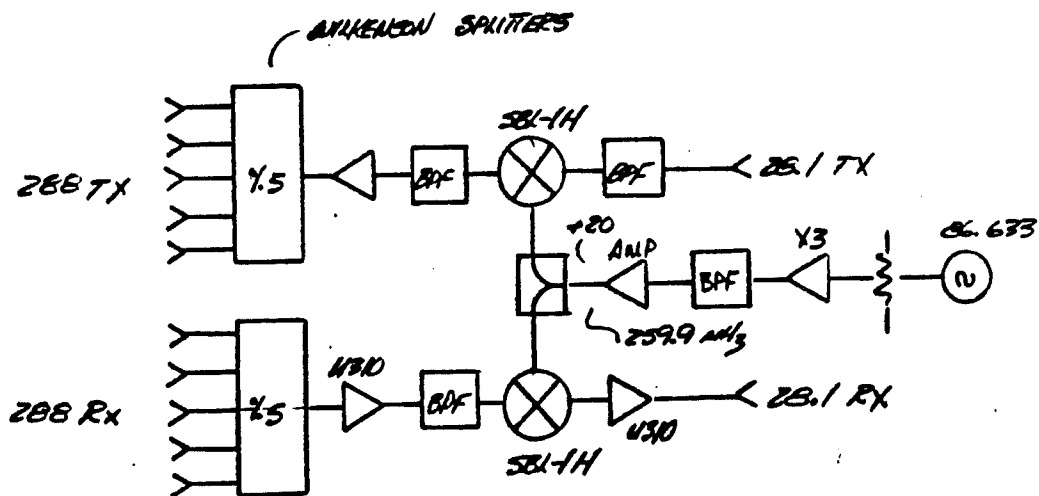 WILKENSON SPLITTERS
SBL-1H
288 TX
%5
BPF
BPF
28.1 TX
+20
AMP
BPF
X3
86.633
~
259.9 MHz
U310
288 RX
%5
BPF
28.1 RX
U310
SBL-1H